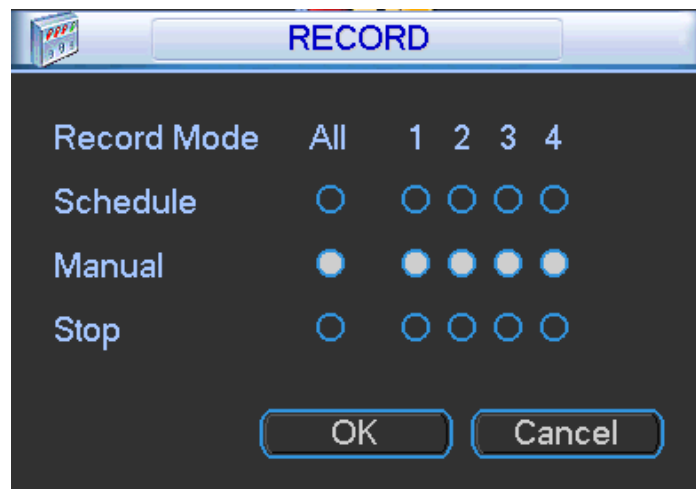 RECORD
Record Mode All 1 2 3 4
Schedule
Manual
Stop
OK Cancel